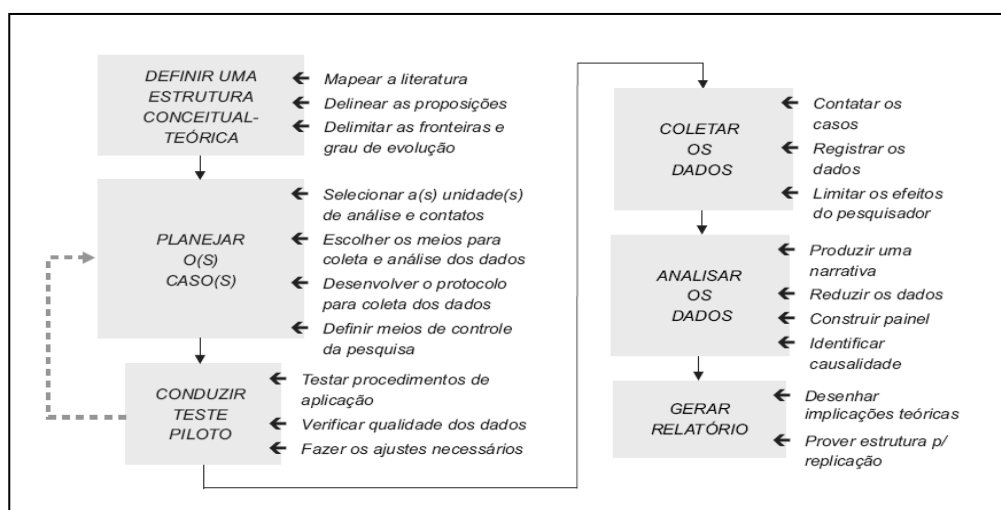 DEFINIR UMA
ESTRUTURA
CONCEITUAL-
TEÓRICA
Mapear a literatura
Delinear as proposições
Delimitar as fronteiras e
grau de evolução
PLANEJAR
O(S)
CASO(S)
Selecionar a(s) unidade(s)
de análise e contatos
Escolher os meios para
coleta e análise dos dados
Desenvolver o protocolo
para coleta dos dados
Definir meios de controle
da pesquisa
CONDUZIR
TESTE
PILOTO
Testar procedimentos de
aplicação
Verificar qualidade dos dados
Fazer os ajustes necessários
COLETAR
OS
DADOS
Contatar os
casos
Registrar os
dados
Limitar os efeitos
do pesquisador
ANALISAR
OS
DADOS
Produzir uma
narrativa
Reduzir os dados
Construir painel
Identificar
causalidade
GERAR
RELATÓRIO
Desenhar
implicações teóricas
Prover estrutura p/
replicação